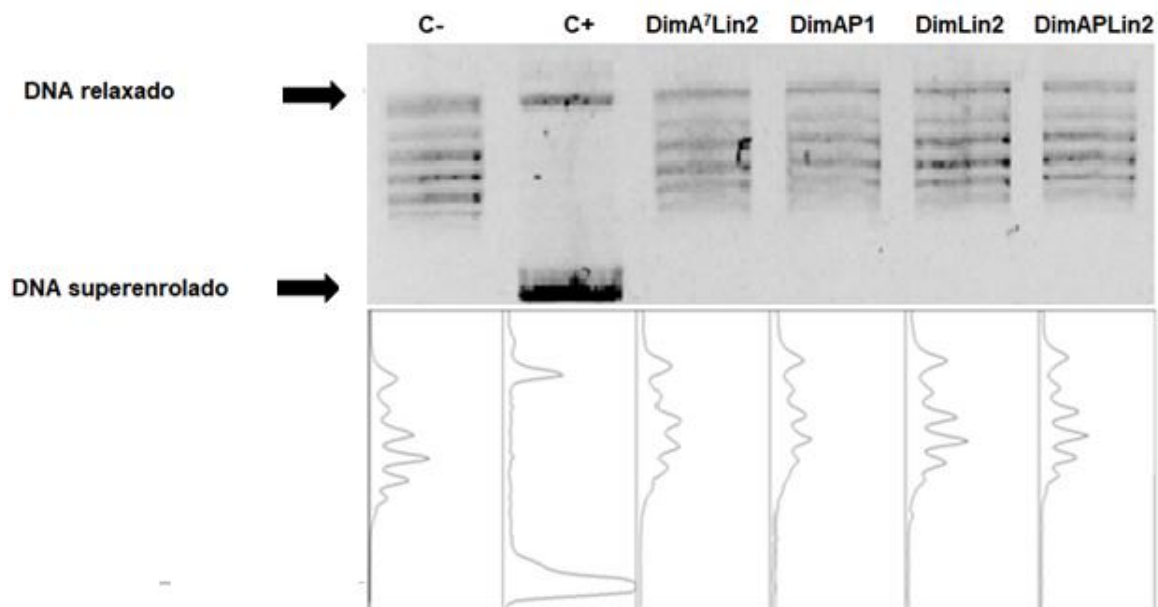 C- C+ DimA⁷Lin2 DimAP1 DimLin2 DimAPLin2
DNA relaxado
DNA superenrolado